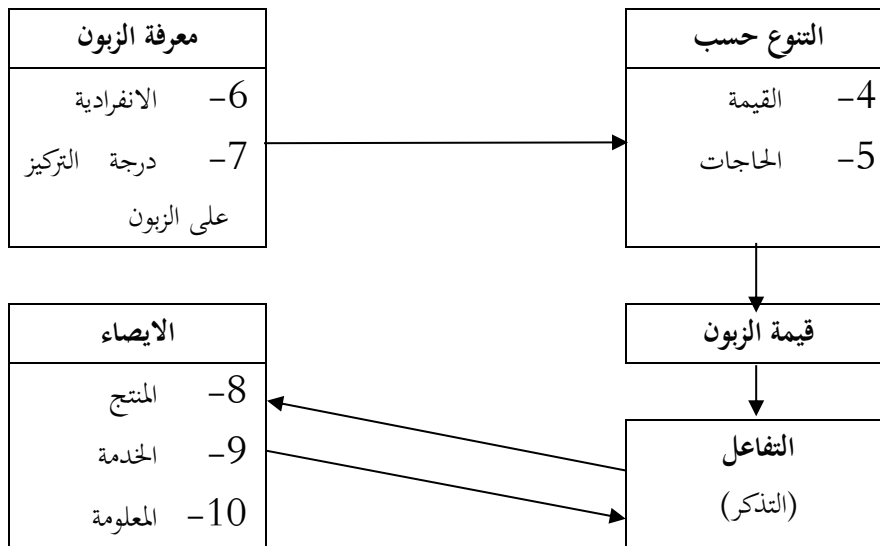 التنوع حسب
4- القيمة
5- الحاجات
معرفة الزبون
6- الانفرادية
7- درجة التركيز
على الزبون
قيمة الزبون
التفاعل
(التذكر)
الايصاء
8- المنتج
9- الخدمة
10- المعلومة